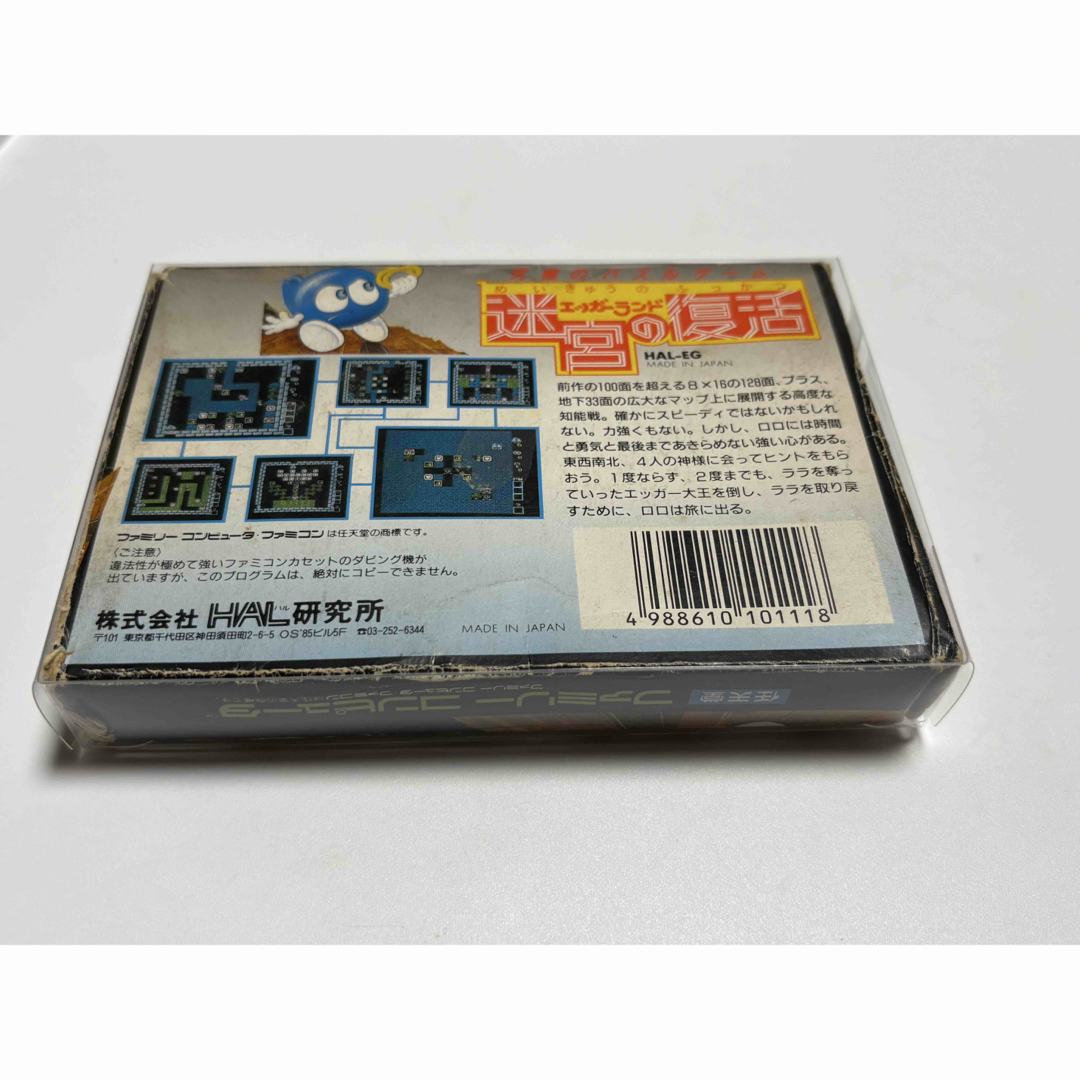 究極のパズルゲーム
めいきゅうのふっかつ
エッガーランド
迷宮の復活
HAL-EG
MADE IN JAPAN
前作の100面を超える8×16の128面、プラス、
地下33面の広大なマップ上に展開する高度な
知能戦。確かにスピーディではないかもしれ
ない。力強くもない。しかし、ロロには時間
と勇気と最後まであきらめない強い心がある。
東西南北、4人の神様に会ってヒントをもら
おう。1度ならず、2度までも、ララを奪っ
ていったエッガー大王を倒し、ララを取り戻
すために、ロロは旅に出る。
ファミリー コンピュータ・ファミコン は任天堂の商標です。
〈ご注意〉
違法性が極めて強いファミコンカセットのダビング機が
出ていますが、このプログラムは、絶対にコピーできません。
株式会社 HAL ハル 研究所
〒101 東京都千代田区神田須田町2-6-5 OS'85ビル5F ☎03-252-6344
MADE IN JAPAN
4 988610 101118
任天堂
ファミリー コンピュータ